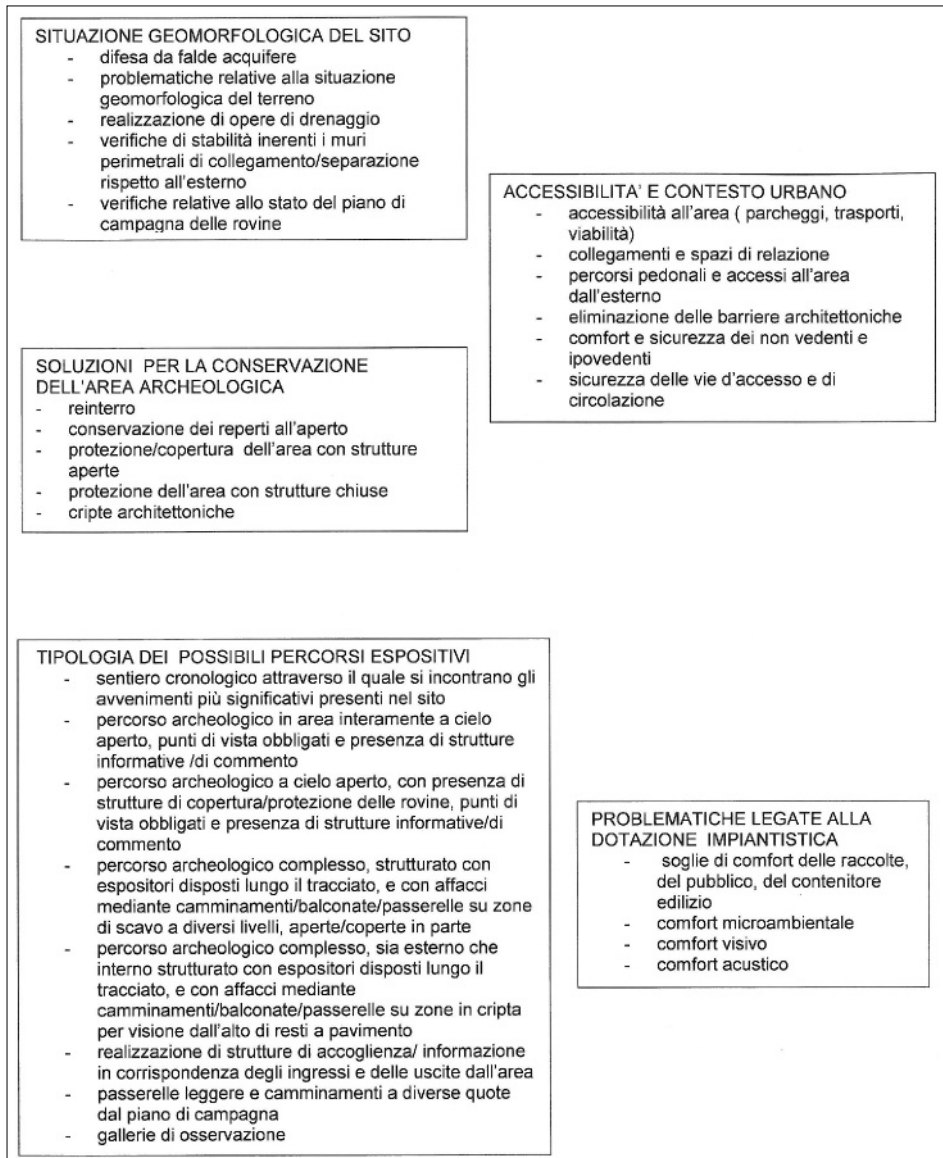 SITUAZIONE GEOMORFOLOGICA DEL SITO
- difesa da falde acquifere
- problematiche relative alla situazione
geomorfologica del terreno
- realizzazione di opere di drenaggio
- verifiche di stabilità inerenti i muri
perimetrali di collegamento/separazione
rispetto all'esterno
- verifiche relative allo stato del piano di
campagna delle rovine
ACCESSIBILITA' E CONTESTO URBANO
- accessibilità all'area ( parcheggi, trasporti,
viabilità)
- collegamenti e spazi di relazione
- percorsi pedonali e accessi all'area
dall'esterno
- eliminazione delle barriere architettoniche
- comfort e sicurezza dei non vedenti e
ipovedenti
- sicurezza delle vie d'accesso e di
circolazione
SOLUZIONI PER LA CONSERVAZIONE
DELL'AREA ARCHEOLOGICA
- reinterro
- conservazione dei reperti all'aperto
- protezione/copertura dell'area con strutture
aperte
- protezione dell'area con strutture chiuse
- cripte architettoniche
TIPOLOGIA DEI POSSIBILI PERCORSI ESPOSITIVI
- sentiero cronologico attraverso il quale si incontrano gli
avvenimenti più significativi presenti nel sito
- percorso archeologico in area interamente a cielo
aperto, punti di vista obbligati e presenza di strutture
informative /di commento
- percorso archeologico a cielo aperto, con presenza di
strutture di copertura/protezione delle rovine, punti di
vista obbligati e presenza di strutture informative/di
commento
- percorso archeologico complesso, strutturato con
espositori disposti lungo il tracciato, e con affacci
mediante camminamenti/balconate/passerelle su zone
di scavo a diversi livelli, aperte/coperte in parte
- percorso archeologico complesso, sia esterno che
interno strutturato con espositori disposti lungo il
tracciato, e con affacci mediante
camminamenti/balconate/passerelle su zone in cripta
per visione dall'alto di resti a pavimento
- realizzazione di strutture di accoglienza/ informazione
in corrispondenza degli ingressi e delle uscite dall'area
- passerelle leggere e camminamenti a diverse quote
dal piano di campagna
- gallerie di osservazione
PROBLEMATICHE LEGATE ALLA
DOTAZIONE IMPIANTISTICA
- soglie di comfort delle raccolte,
del pubblico, del contenitore
edilizio
- comfort microambientale
- comfort visivo
- comfort acustico